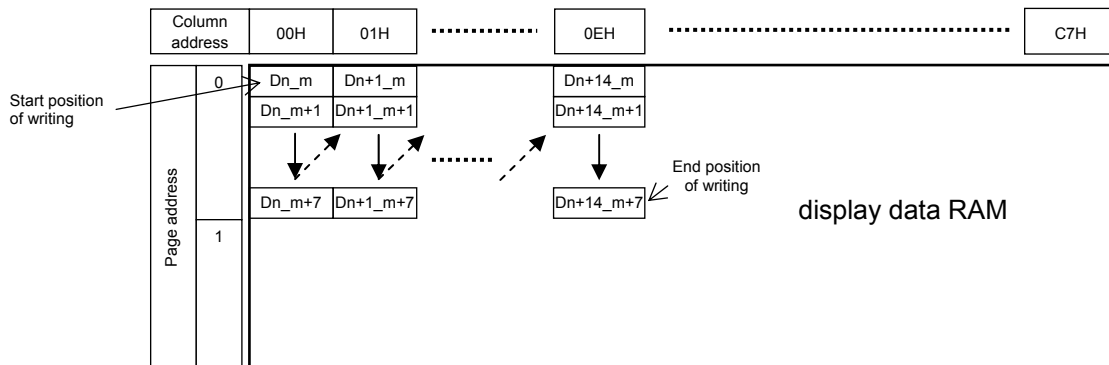 Column
address
00H
01H
0EH
C7H
Page address
0
1
Start position
of writing
Dn_m
Dn+1_m
Dn+14_m
Dn_m+1
Dn+1_m+1
Dn+14_m+1
End position
of writing
Dn_m+7
Dn+1_m+7
Dn+14_m+7
display data RAM